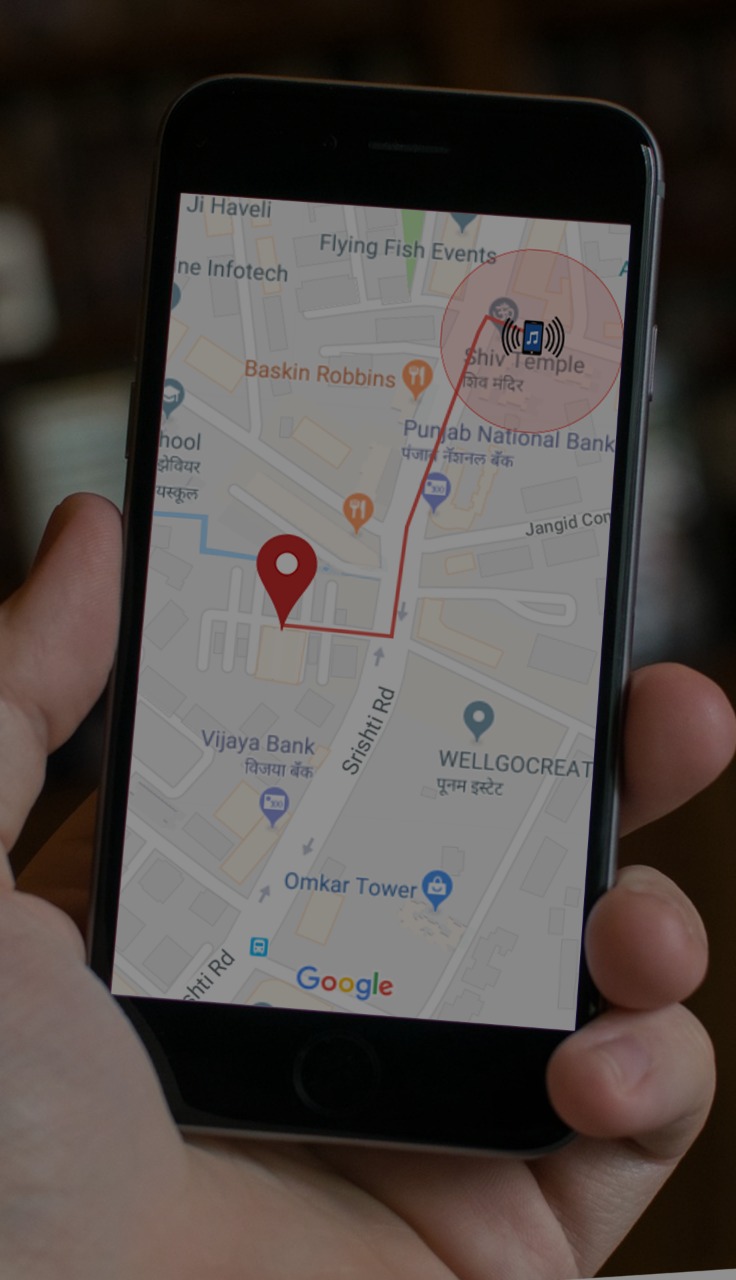 Ji Haveli
Flying Fish Events
ne Infotech
Shiv Temple
शिव मंदिर
Baskin Robbins
Punjab National Bank
पंजाब नॅशनल बॅंक
hool
झेवियर
यस्कूल
Jangid Con
Srishti Rd
Vijaya Bank
विजया बॅंक
WELLGOCREAT
पूनम इस्टेट
Omkar Tower
shti Rd
Google